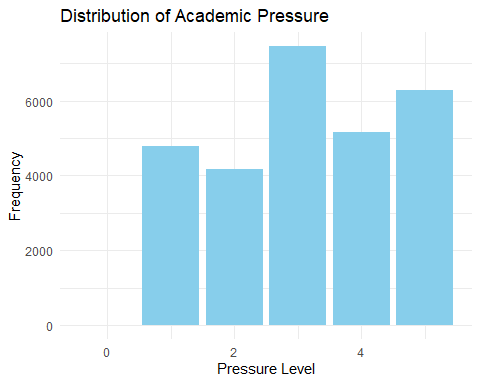 Distribution of Academic Pressure
Frequency
6000
4000
2000
0
0 2 4
Pressure Level